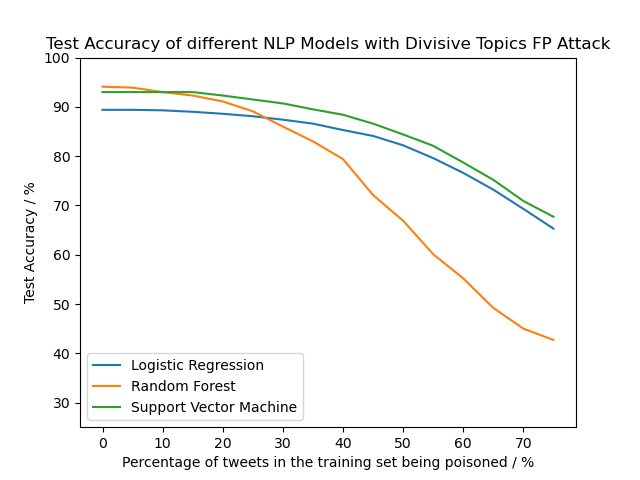 Test Accuracy of different NLP Models with Divisive Topics FP Attack
100
90
80
70
60
50
40
30
Test Accuracy / %
Logistic Regression
Random Forest
Support Vector Machine
0 10 20 30 40 50 60 70
Percentage of tweets in the training set being poisoned / %